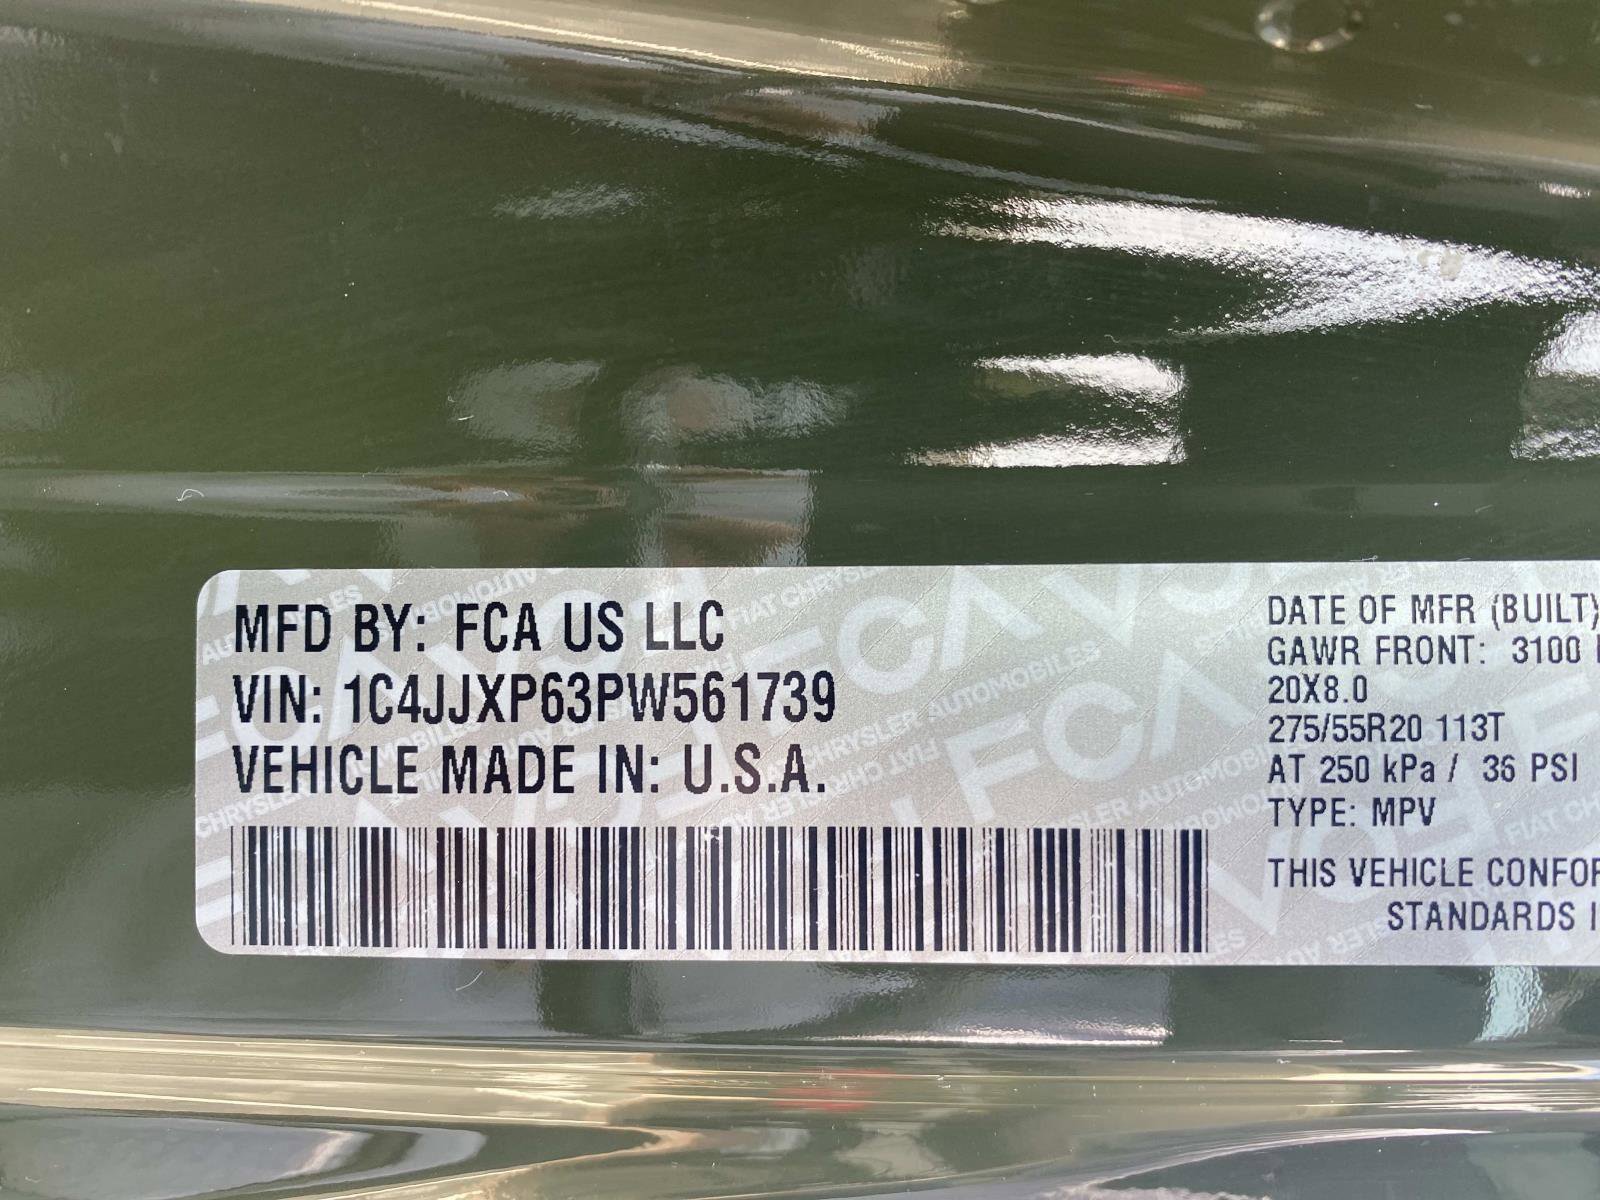 MFD BY: FCA US LLC
VIN: 1C4JJXP63PW561739
VEHICLE MADE IN: U.S.A.
DATE OF MFR (BUILT)
GAWR FRONT: 3100
20X8.0
275/55R20 113T
AT 250 kPa / 36 PSI
TYPE: MPV
THIS VEHICLE CONFOR
STANDARDS I